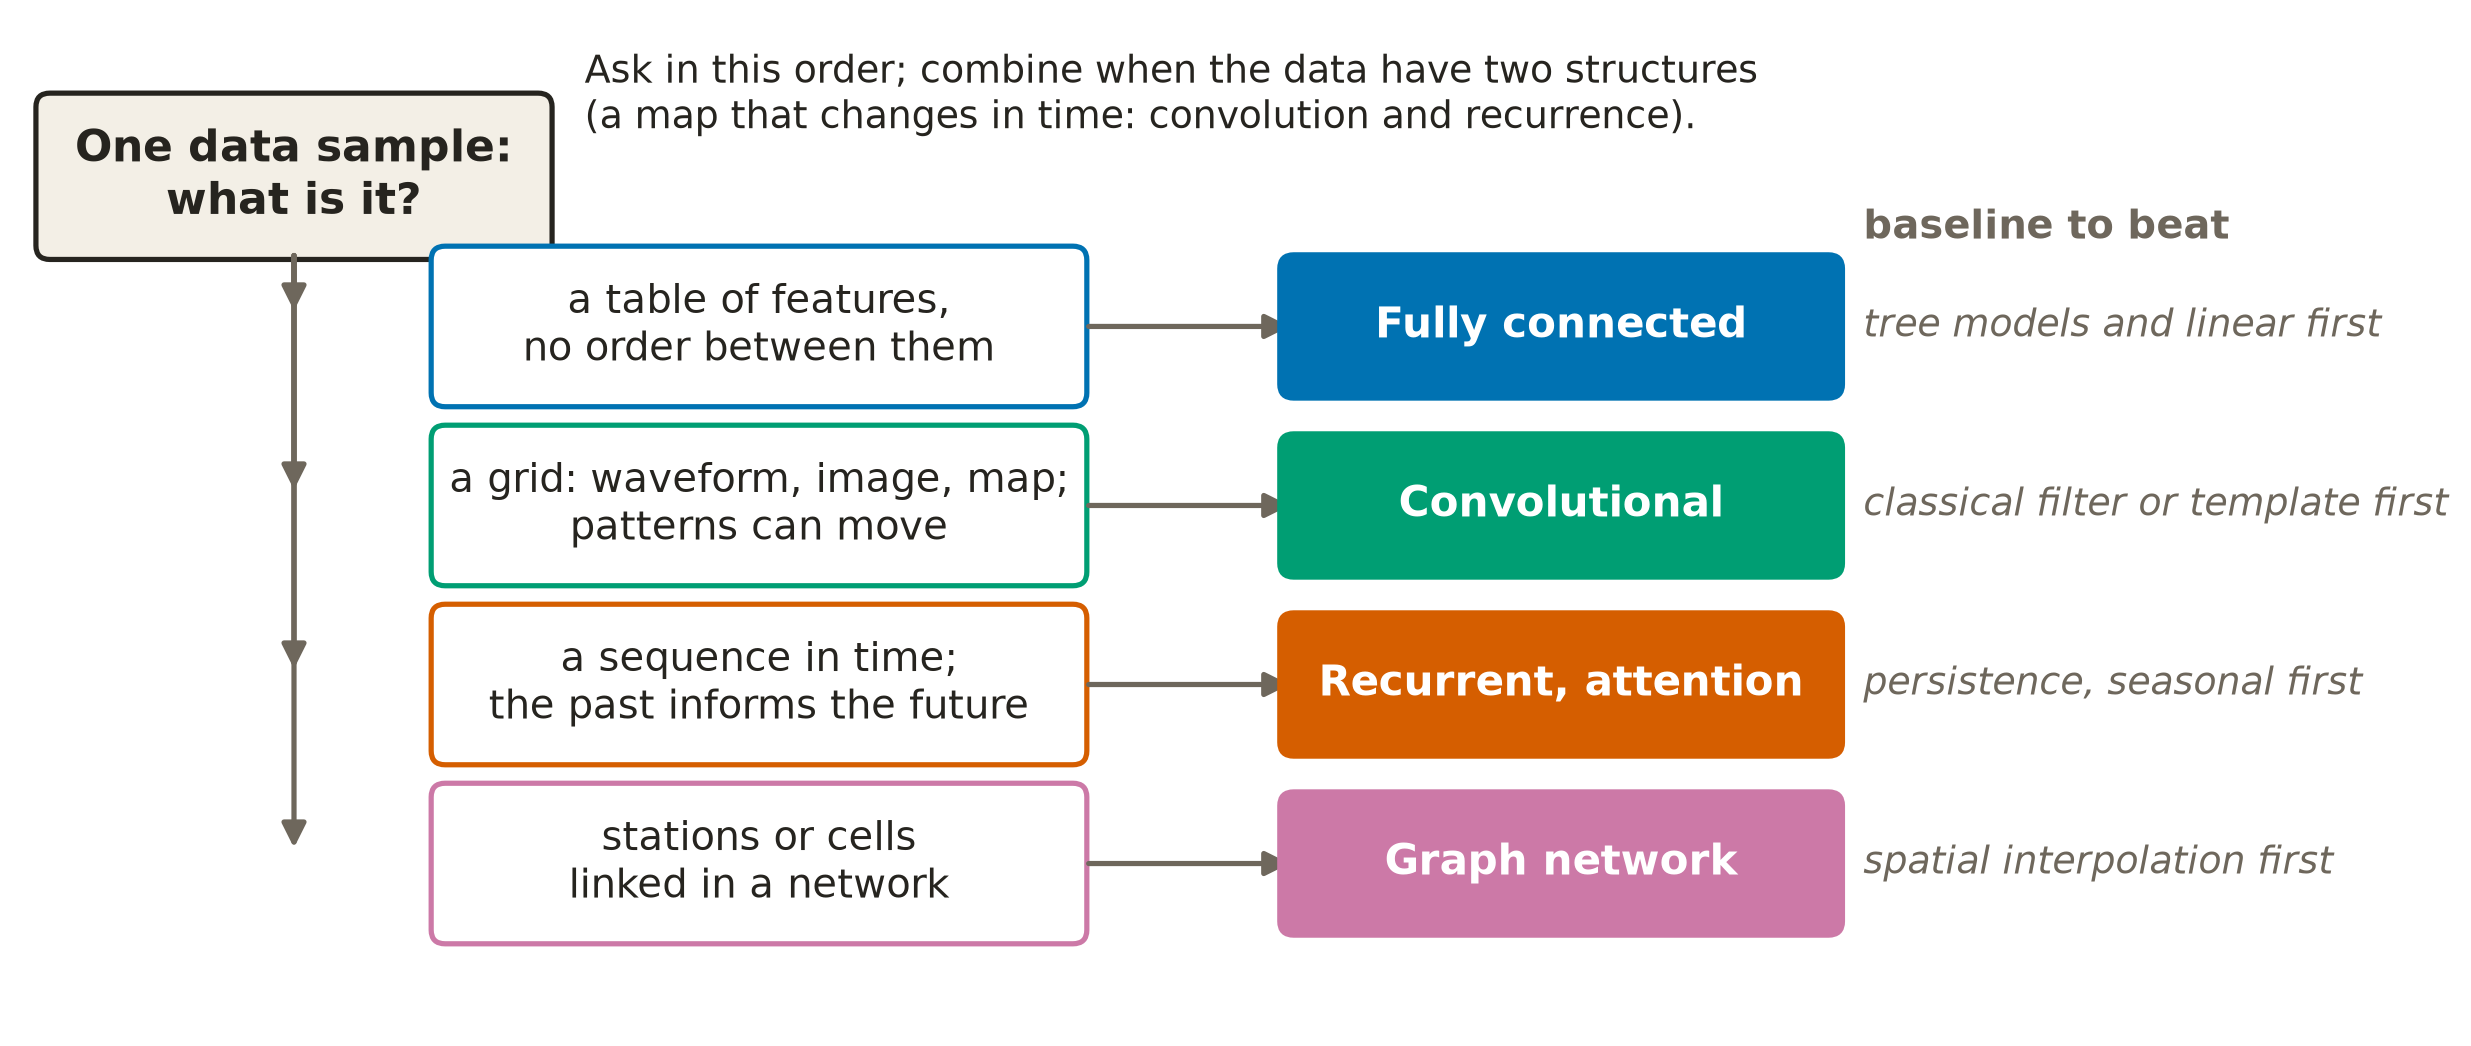 Ask in this order; combine when the data have two structures
(a map that changes in time: convolution and recurrence).
One data sample:
what is it?
baseline to beat
a table of features,
no order between them
Fully connected
tree models and linear first
a grid: waveform, image, map;
patterns can move
Convolutional
classical filter or template first
a sequence in time;
the past informs the future
Recurrent, attention
persistence, seasonal first
stations or cells
linked in a network
Graph network
spatial interpolation first